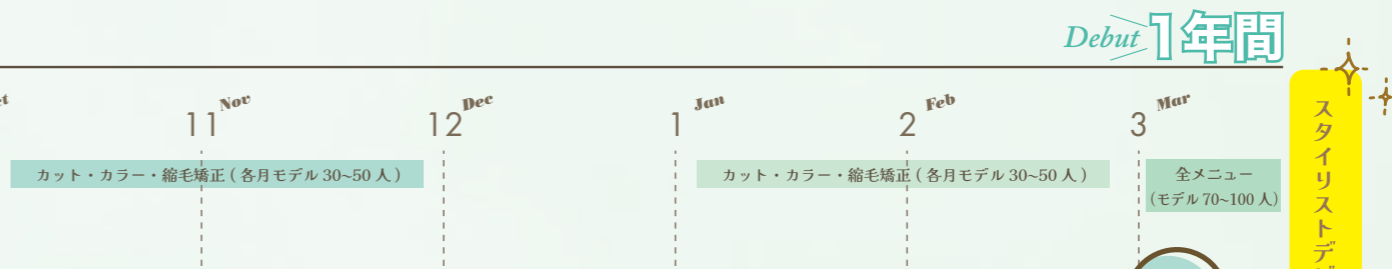 Debut 1年間
Nov
11
Dec
12
Jan
1
Feb
2
Mar
3
カット・カラー・縮毛矯正 ( 各月モデル 30~50 人 )
カット・カラー・縮毛矯正 ( 各月モデル 30~50 人 )
全メニュー
(モデル 70~100 人)
スタイリストデ